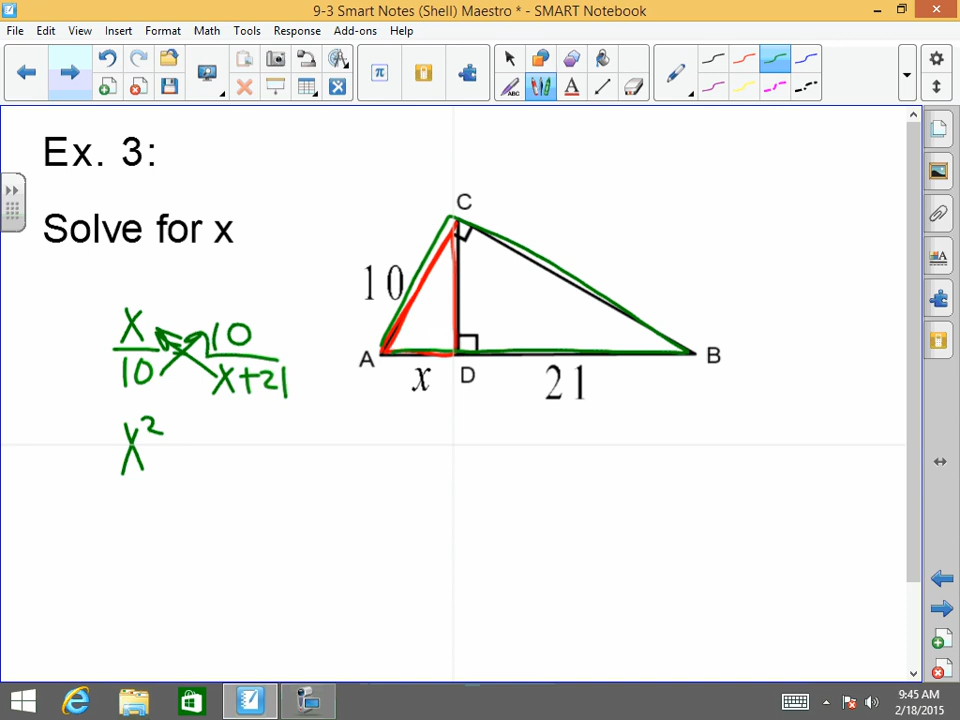 9-3 Smart Notes (Shell) Maestro * - SMART Notebook
File Edit View Insert Format Math Tools Response Add-ons Help
π
ABC
A
Ex. 3:
Solve for x
C
10
A
x
D
21
B
x 10
10 x+21
x²
9:45 AM
2/18/2015